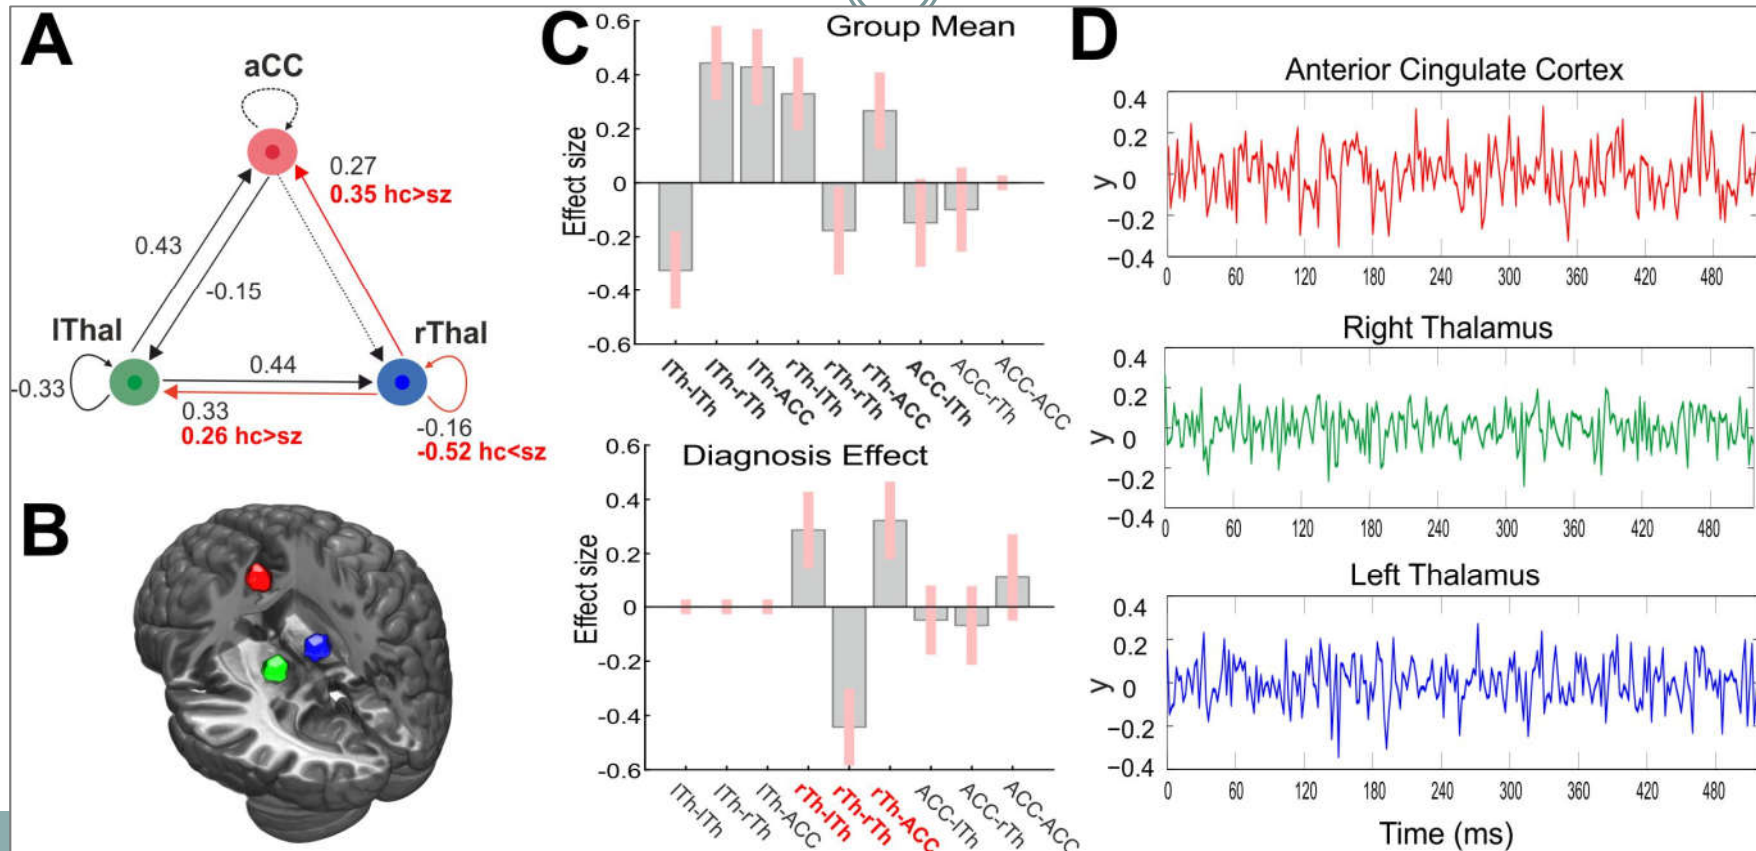 A
aCC
0.27
0.35 hc>sz
0.43
-0.15
lThal
rThal
0.44
-0.33
0.33
0.26 hc>sz
-0.16
-0.52 hc<sz
B
C
Group Mean
Effect size
0.6
0.4
0.2
0
-0.2
-0.4
-0.6
lTh-lTh
lTh-rTh
lTh-ACC
rTh-lTh
rTh-rTh
rTh-ACC
ACC-lTh
ACC-rTh
ACC-ACC
Diagnosis Effect
Effect size
0.6
0.4
0.2
0
-0.2
-0.4
-0.6
lTh-lTh
lTh-rTh
lTh-ACC
rTh-lTh
rTh-rTh
rTh-ACC
ACC-lTh
ACC-rTh
ACC-ACC
D
Anterior Cingulate Cortex
y
0.4
0.2
0
−0.2
−0.4
0 60 120 180 240 300 360 420 480
Right Thalamus
y
0.4
0.2
0
−0.2
−0.4
0 60 120 180 240 300 360 420 480
Left Thalamus
y
0.4
0.2
0
−0.2
−0.4
0 60 120 180 240 300 360 420 480
Time (ms)